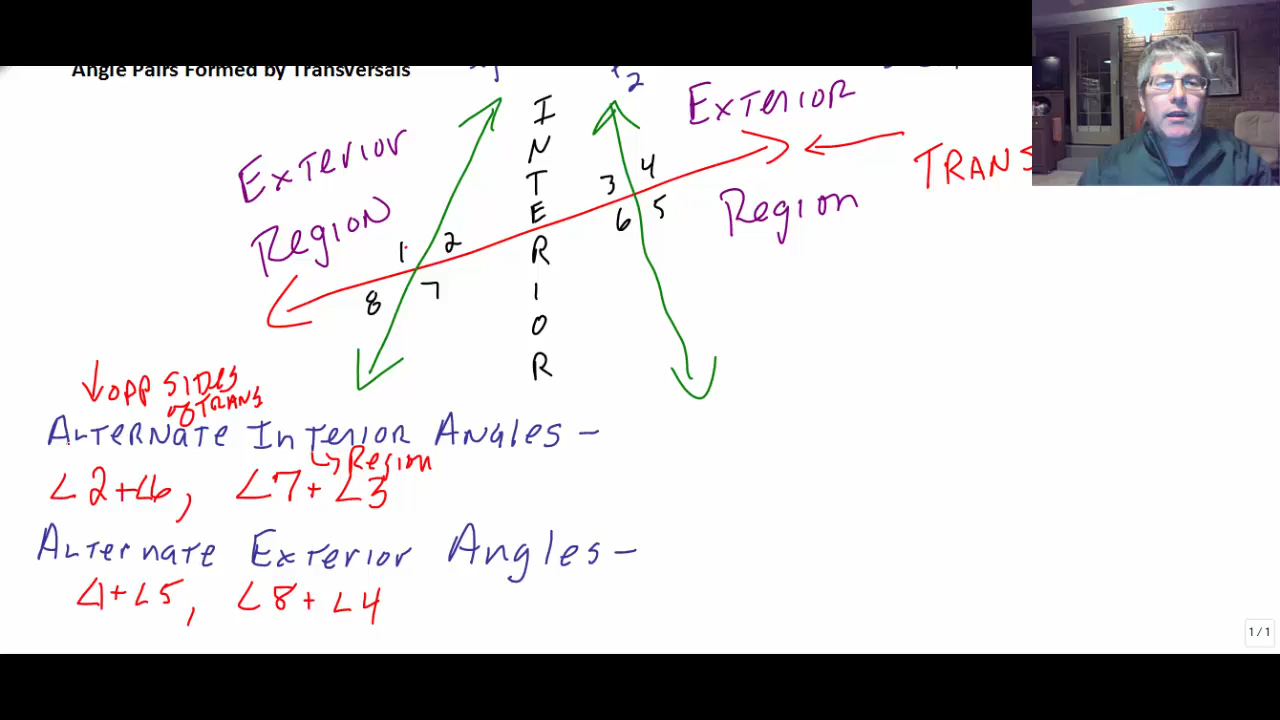 Angle Pairs Formed by Transversals
2
EXTERIOR
REGION
INTERIOR
EXTERIOR
Region
TRANS
1 2
8 7
3 4
6 5
↓ OPP SIDES
of TRANS
ALTERNATE INTERIOR ANGLES –
Region
∠2+∠6, ∠7+∠3
Alternate Exterior Angles –
∠1+∠5, ∠8+∠4
1 / 1